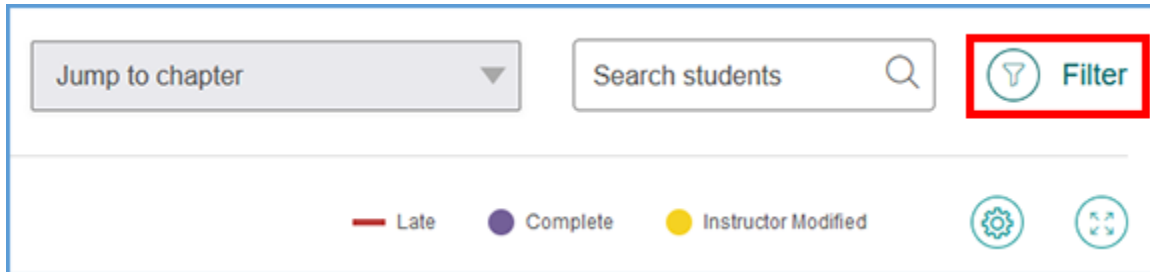 Jump to chapter
Search students
Filter
Late
Complete
Instructor Modified